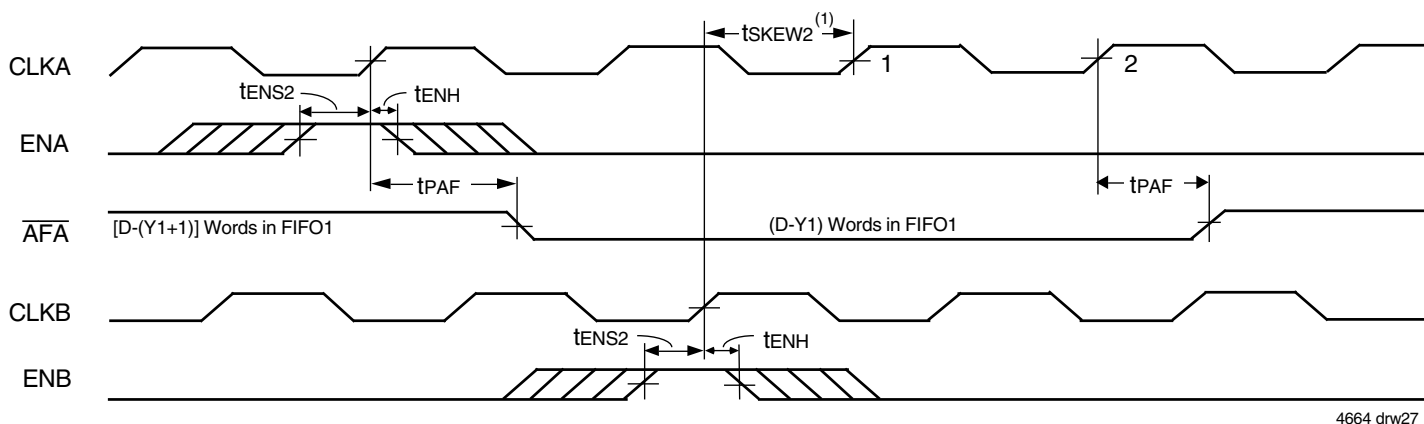 tSKEW2 (1)
CLKA
1
2
tENS2
tENH
ENA
tPAF
tPAF
AFA
[D-(Y1+1)] Words in FIFO1
(D-Y1) Words in FIFO1
CLKB
tENS2
tENH
ENB
4664 drw27